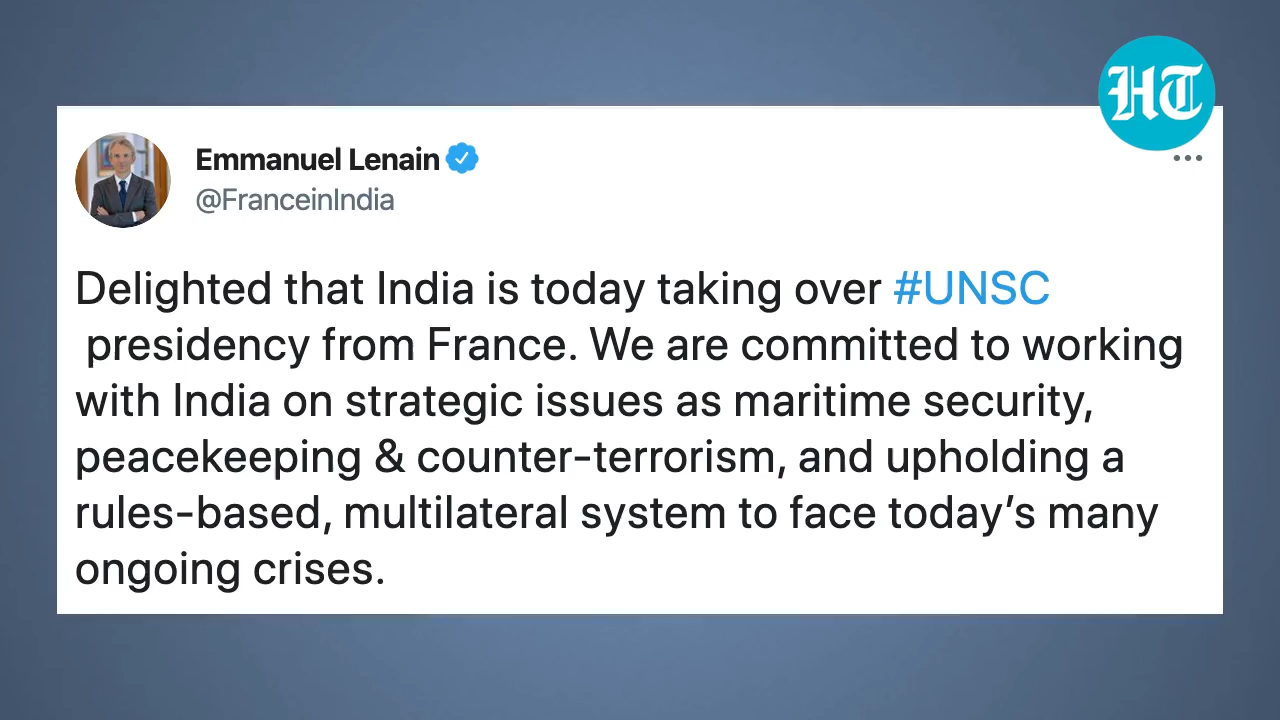 HT
Emmanuel Lenain
@FranceinIndia
Delighted that India is today taking over #UNSC
presidency from France. We are committed to working
with India on strategic issues as maritime security,
peacekeeping & counter-terrorism, and upholding a
rules-based, multilateral system to face today’s many
ongoing crises.